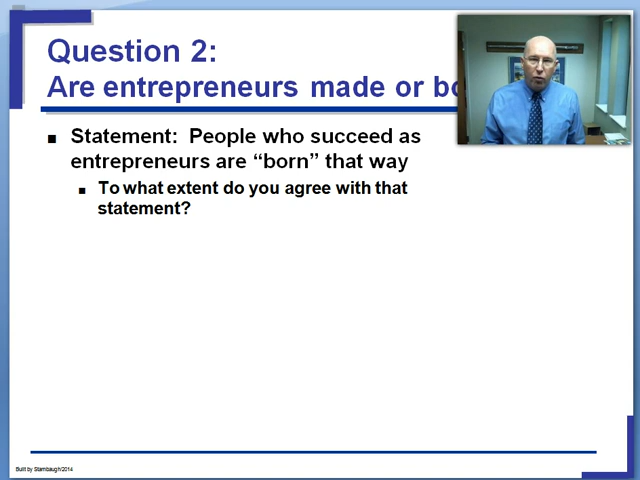 Question 2:
Are entrepreneurs made or
Statement: People who succeed as
entrepreneurs are “born” that way
To what extent do you agree with that
statement?
Built by Stambaugh/2014